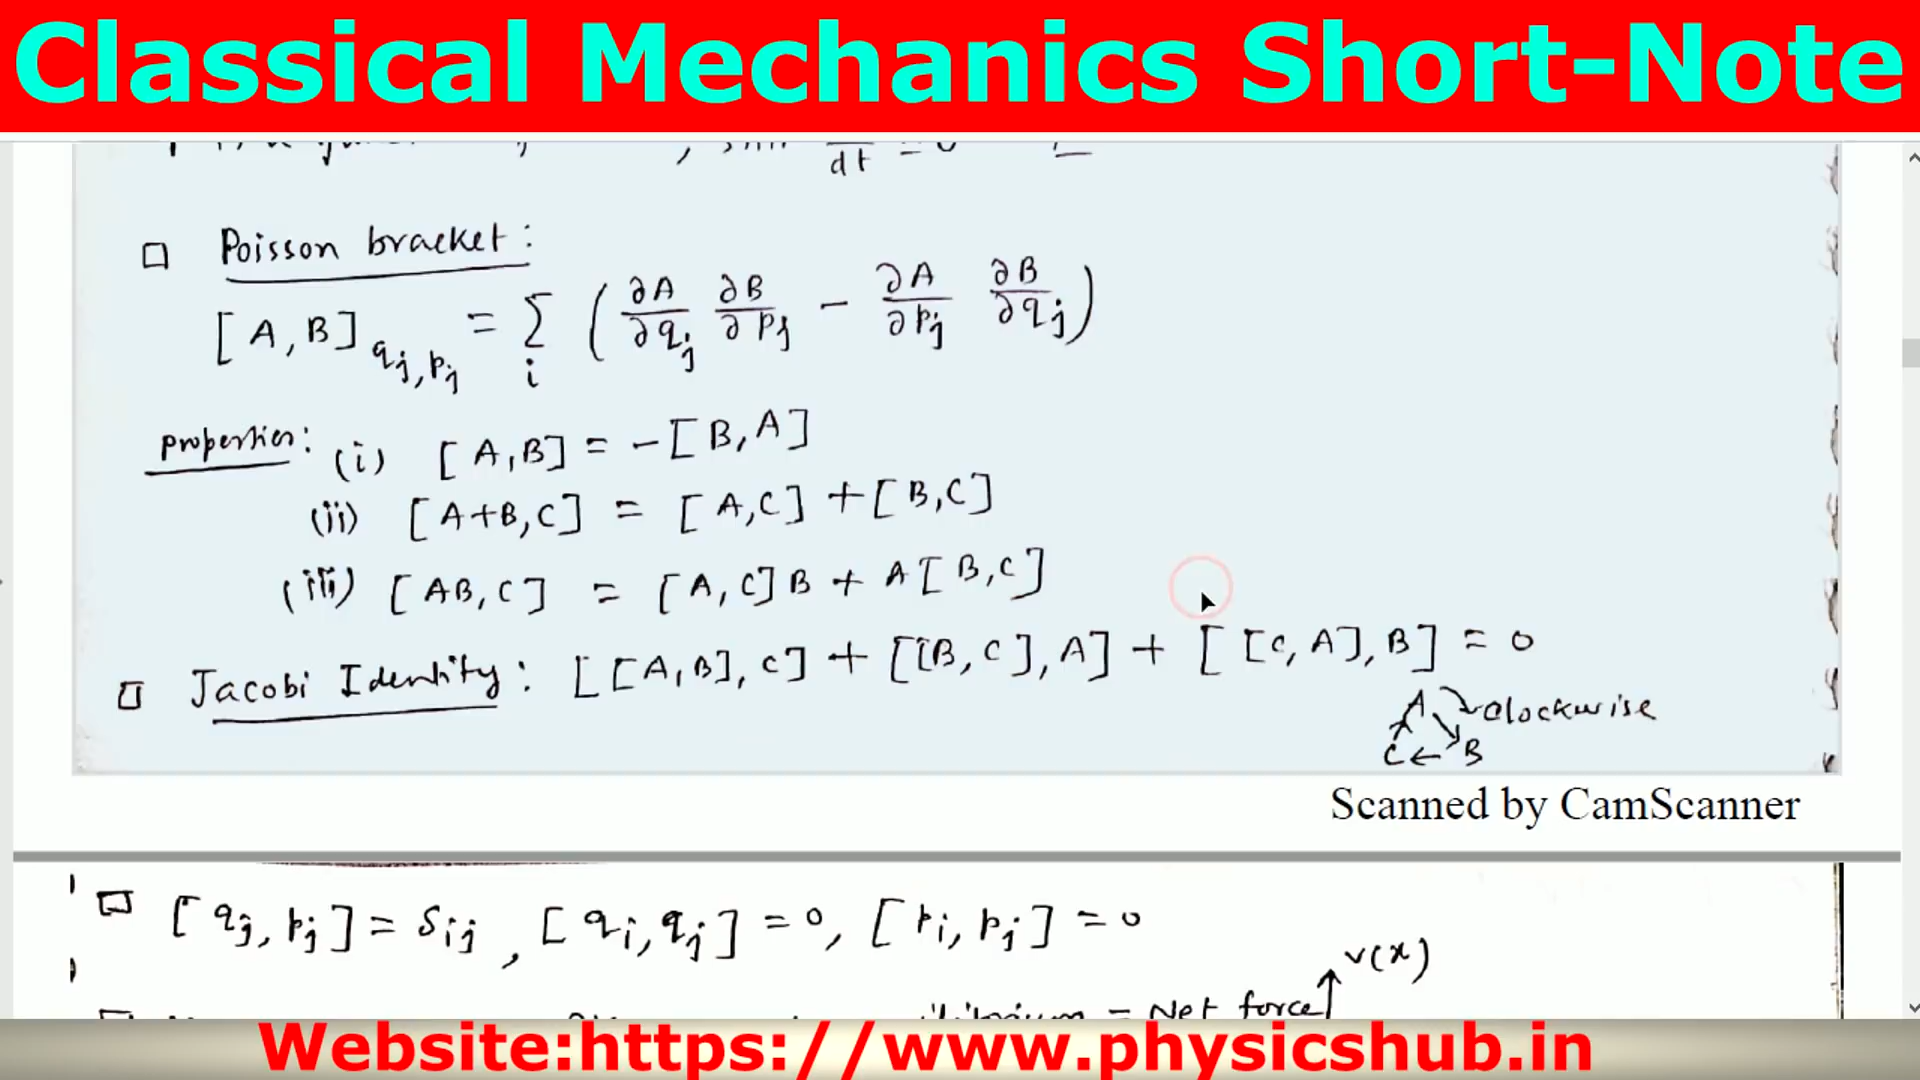 Classical Mechanics Short-Note
dt = 0
□ Poisson bracket:
[A, B] qj, pj = ∑ i (∂A/∂qj ∂B/∂pj − ∂A/∂pj ∂B/∂qj)
Properties: (i) [A, B] = −[B, A]
(ii) [A+B, C] = [A, C] + [B, C]
(iii) [AB, C] = [A, C] B + A [B, C]
□ Jacobi Identity: [[A, B], C] + [[B, C], A] + [[C, A], B] = 0
A clockwise
C ← B
Scanned by CamScanner
□ [qj, pj] = δij, [qi, qj] = 0, [pi, pj] = 0
v(x)
= Net force
Website:https://www.physicshub.in